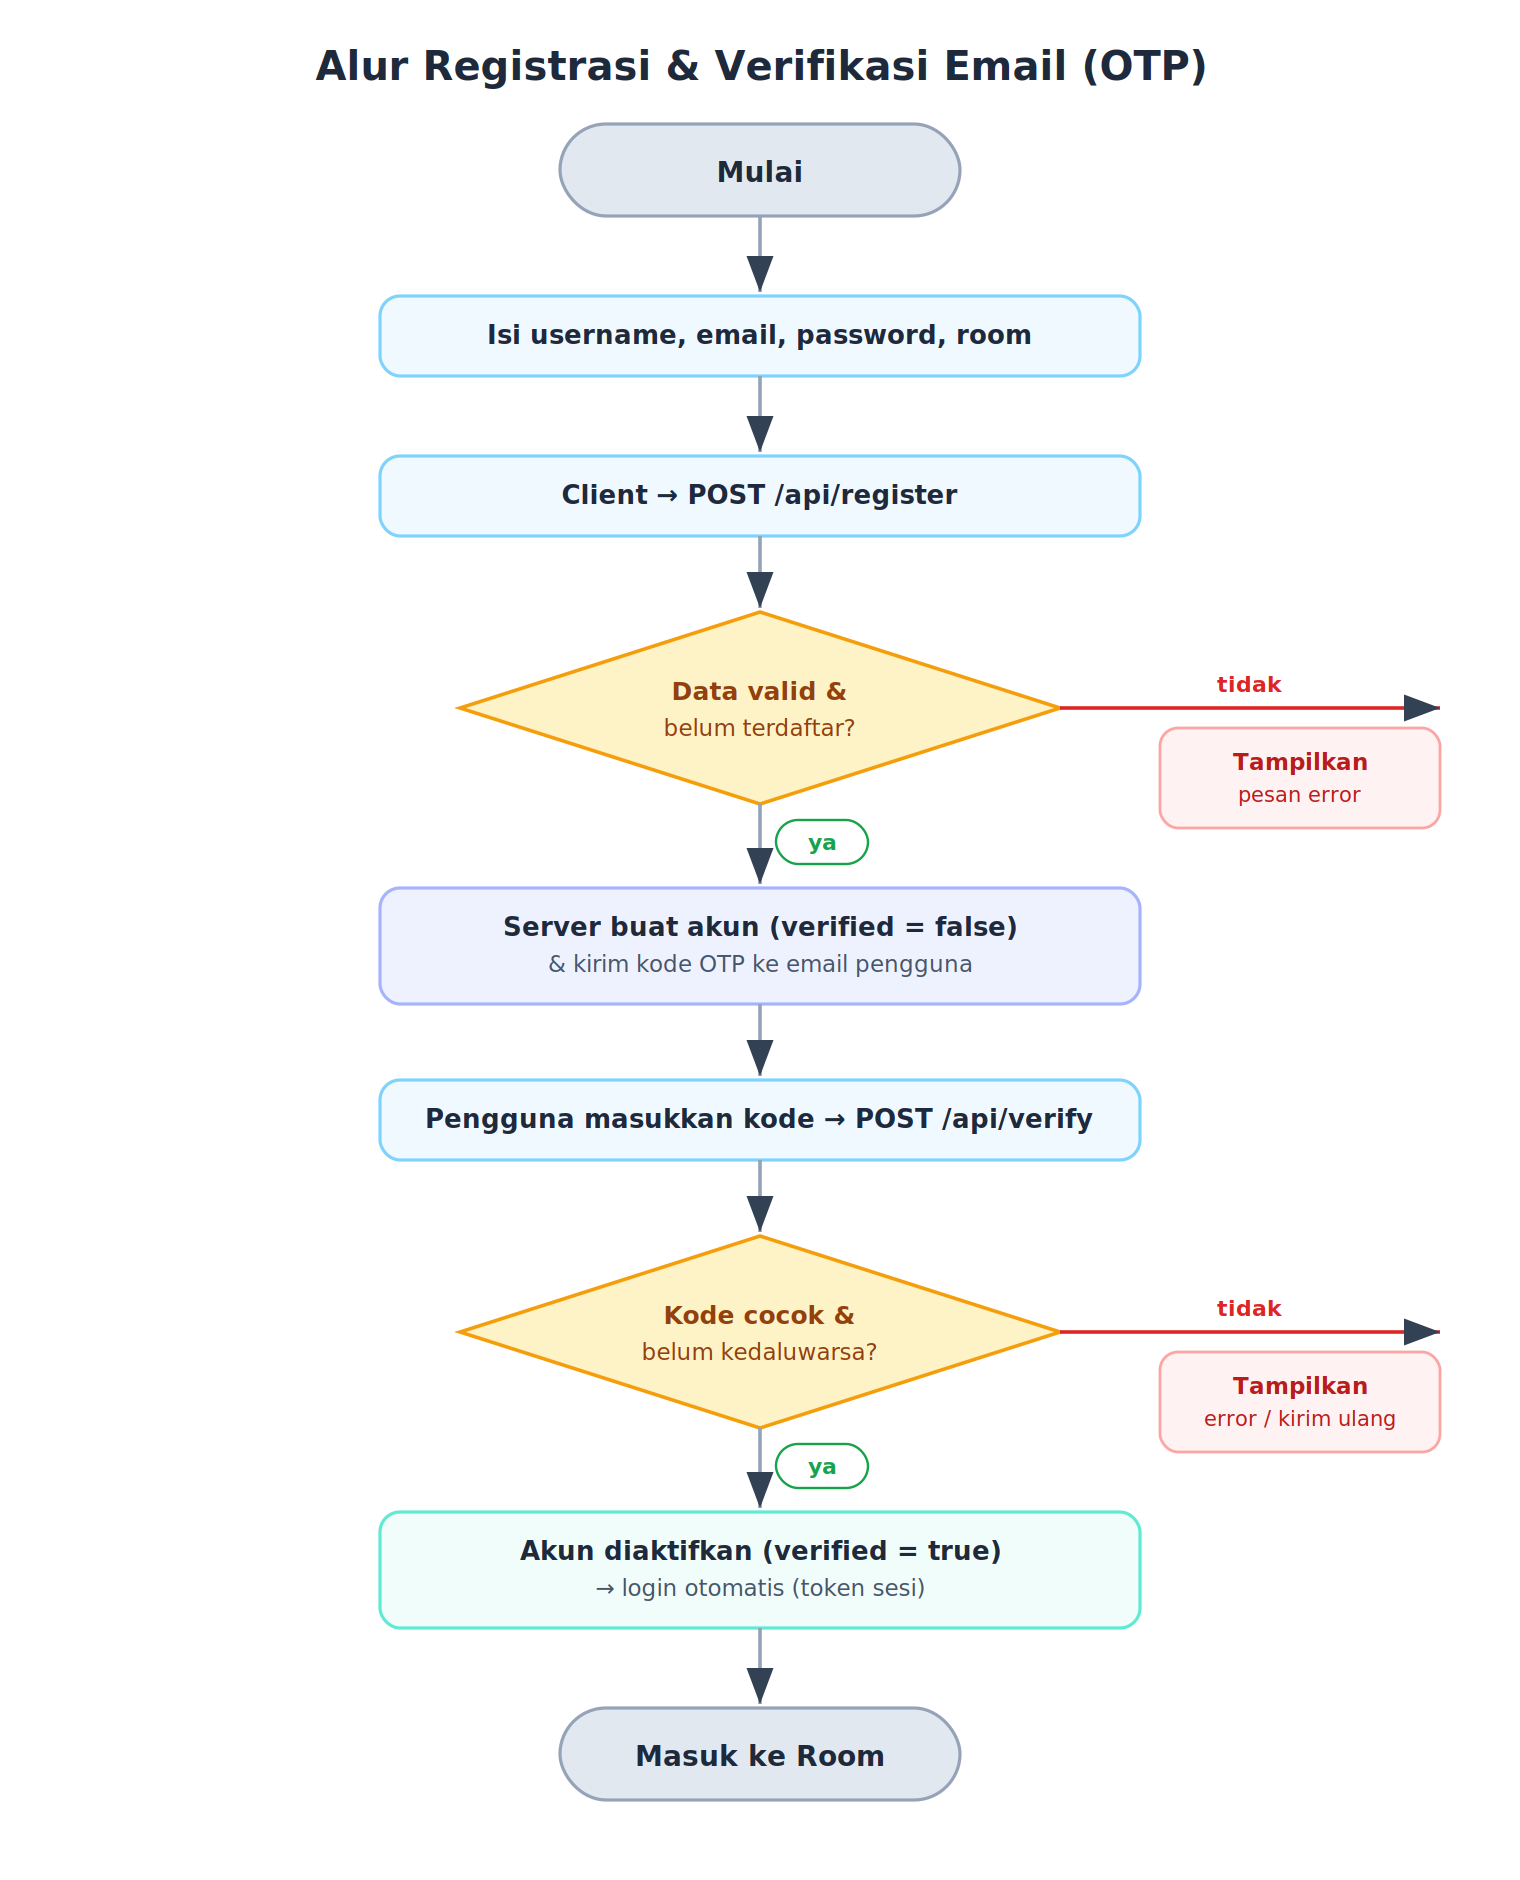 Alur Registrasi & Verifikasi Email (OTP)
Mulai
Isi username, email, password, room
Client → POST /api/register
Data valid &
belum terdaftar?
tidak
Tampilkan
pesan error
ya
Server buat akun (verified = false)
& kirim kode OTP ke email pengguna
Pengguna masukkan kode → POST /api/verify
Kode cocok &
belum kedaluwarsa?
tidak
Tampilkan
error / kirim ulang
ya
Akun diaktifkan (verified = true)
→ login otomatis (token sesi)
Masuk ke Room